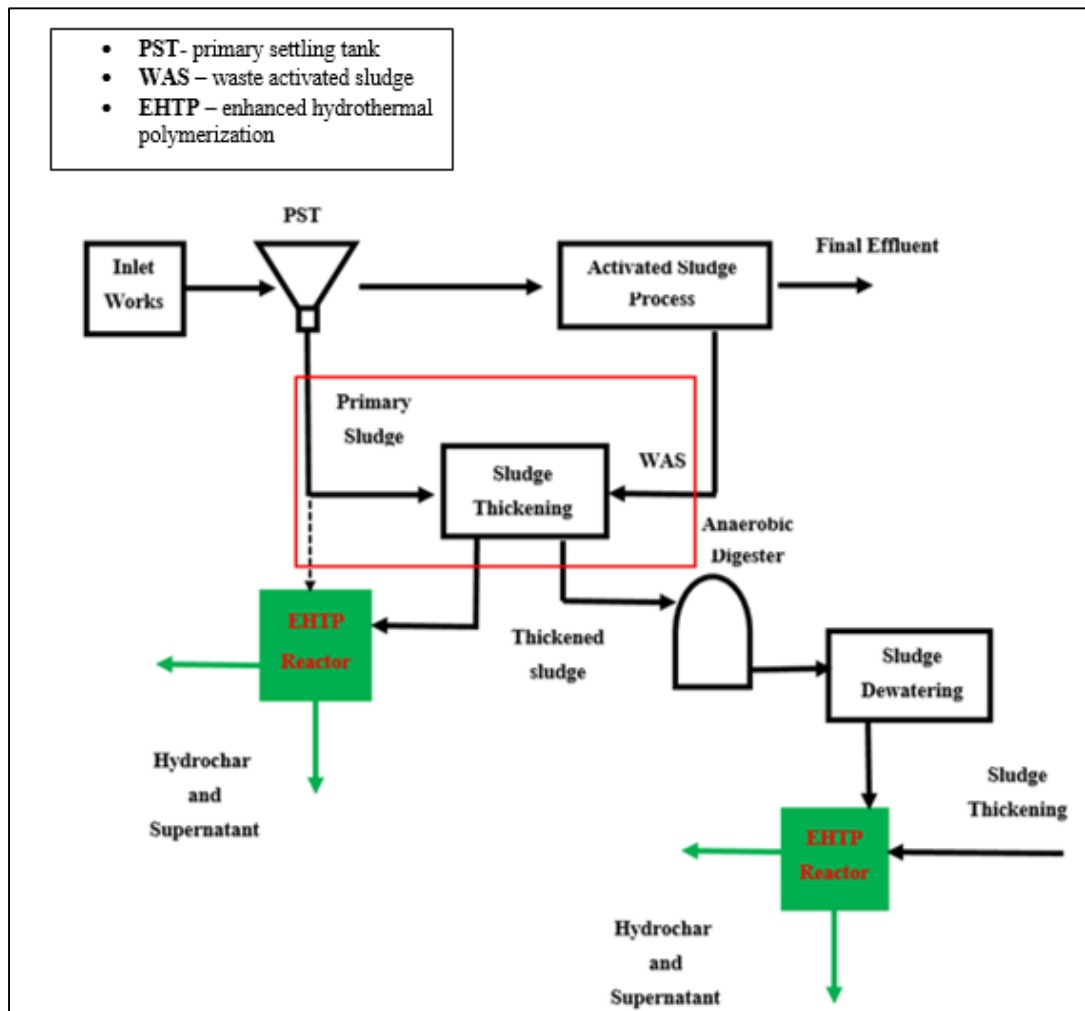 • PST- primary settling tank
• WAS – waste activated sludge
• EHTP – enhanced hydrothermal
polymerization
PST
Inlet
Works
Activated Sludge
Process
Final Effluent
Primary
Sludge
Sludge
Thickening
WAS
Anaerobic
Digester
EHTP
Reactor
Thickened
sludge
Sludge
Dewatering
Hydrochar
and
Supernatant
Sludge
Thickening
EHTP
Reactor
Hydrochar
and
Supernatant